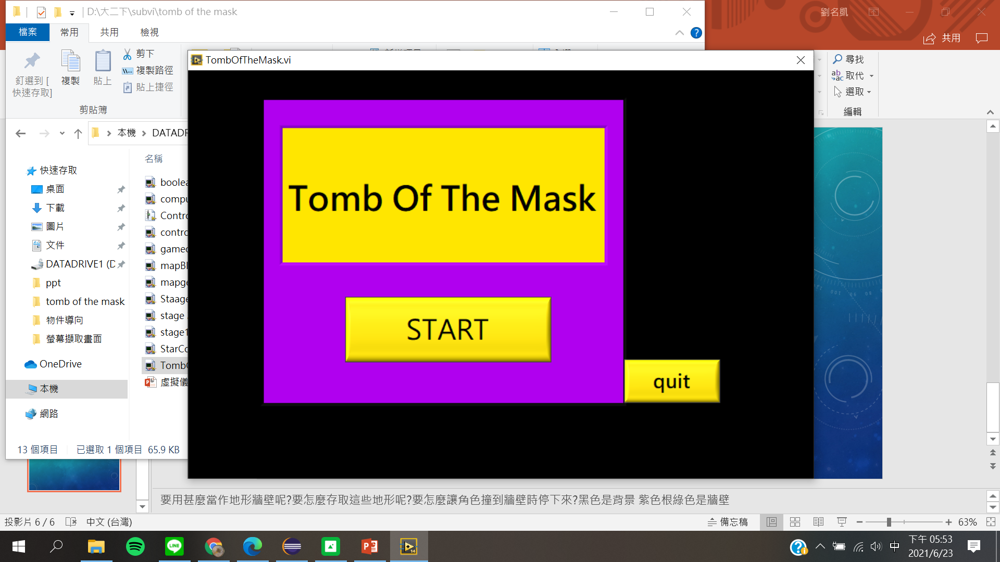 D:\大二下\subvi\tomb of the mask
劉名凱
檔案
常用
共用
檢視
共用
釘選到 [
快速存取]
複製
貼上
剪下
複製路徑
貼上捷徑
剪貼簿
TombOfTheMask.vi
尋找
取代
選取
編輯
本機
DATADR
名稱
快速存取
桌面
下載
圖片
文件
DATADRIVE1 (D
ppt
tomb of the mask
物件導向
螢幕擷取畫面
OneDrive
本機
網路
boolea
compu
Contro
contro
gamec
mapBl
mapge
Staage
stage
stage1
StarCo
TombO
虛擬儀
13 個項目
已選取 1 個項目 65.9 KB
Tomb Of The Mask
START
quit
要用甚麼當作地形牆壁呢?要怎麼存取這些地形呢?要怎麼讓角色撞到牆壁時停下來?黑色是背景 紫色根綠色是牆壁
投影片 6 / 6
中文 (台灣)
備忘稿
63%
中
下午 05:53
2021/6/23